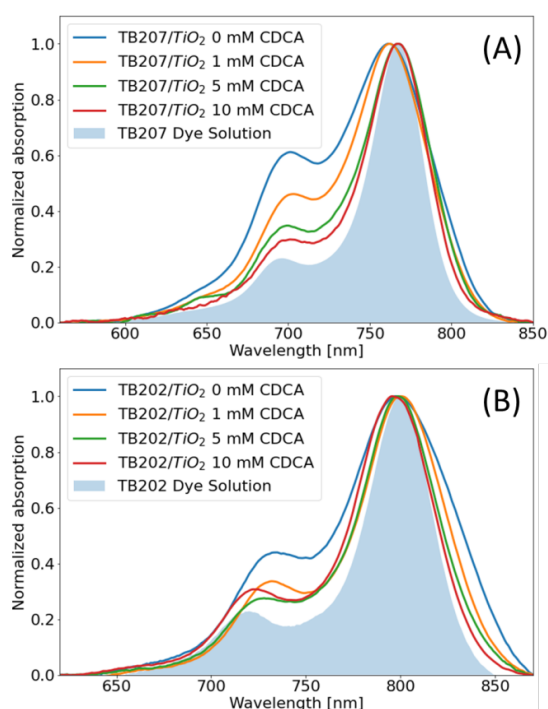 TB207/TiO2 0 mM CDCA
TB207/TiO2 1 mM CDCA
TB207/TiO2 5 mM CDCA
TB207/TiO2 10 mM CDCA
TB207 Dye Solution
(A)
Normalized absorption
1.0
0.8
0.6
0.4
0.2
0.0
600 650 700 750 800 850
Wavelength [nm]
TB202/TiO2 0 mM CDCA
TB202/TiO2 1 mM CDCA
TB202/TiO2 5 mM CDCA
TB202/TiO2 10 mM CDCA
TB202 Dye Solution
(B)
Normalized absorption
1.0
0.8
0.6
0.4
0.2
0.0
650 700 750 800 850
Wavelength [nm]